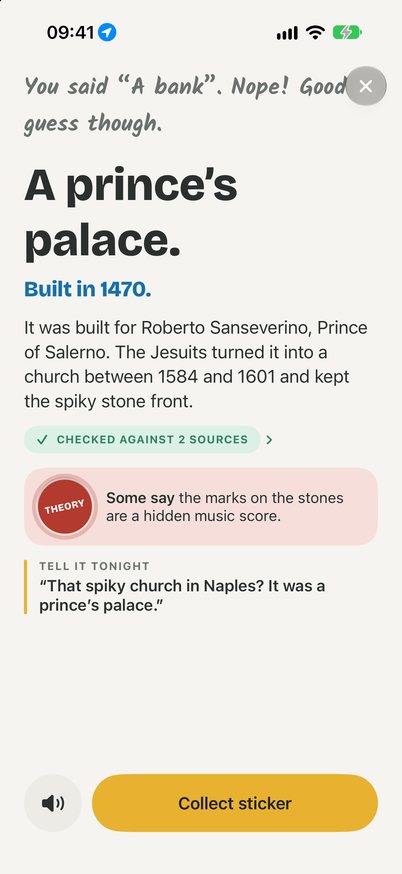 09:41
You said “A bank”. Nope! Good
guess though.
A prince’s
palace.
Built in 1470.
It was built for Roberto Sanseverino, Prince
of Salerno. The Jesuits turned it into a
church between 1584 and 1601 and kept
the spiky stone front.
CHECKED AGAINST 2 SOURCES
THEORY
Some say the marks on the stones
are a hidden music score.
TELL IT TONIGHT
“That spiky church in Naples? It was a
prince’s palace.”
Collect sticker